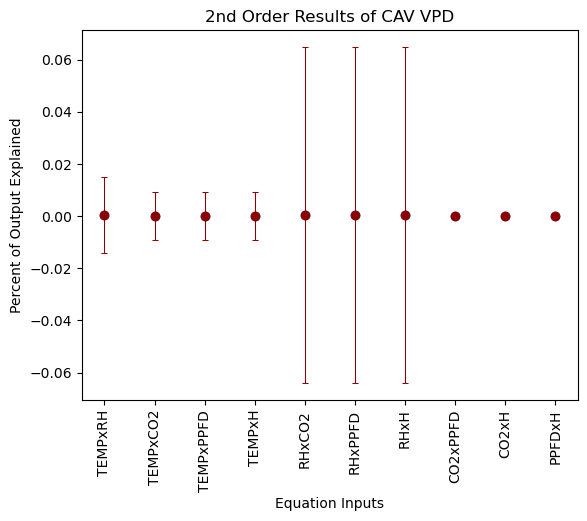 2nd Order Results of CAV VPD
Percent of Output Explained
0.06
0.04
0.02
0.00
−0.02
−0.04
−0.06
TEMPxRH
TEMPxCO2
TEMPxPPFD
TEMPxH
RHxCO2
RHxPPFD
RHxH
CO2xPPFD
CO2xH
PPFDxH
Equation Inputs